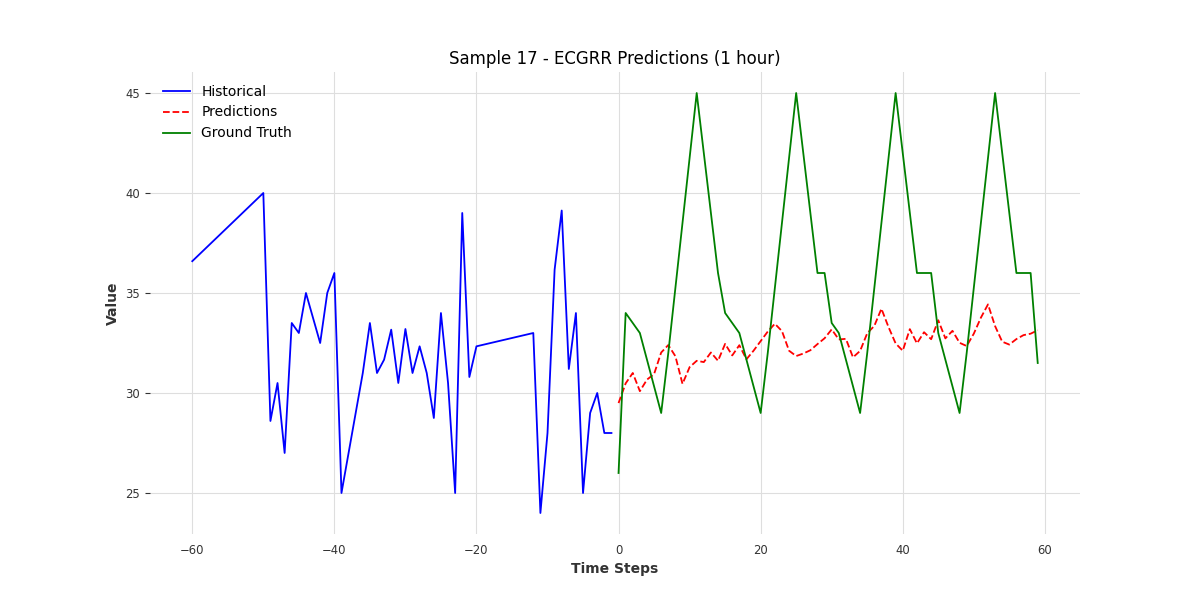 Sample 17 - ECGRR Predictions (1 hour)
Historical
Predictions
Ground Truth
45
40
35
30
25
Value
−60
−40
−20
0
20
40
60
Time Steps